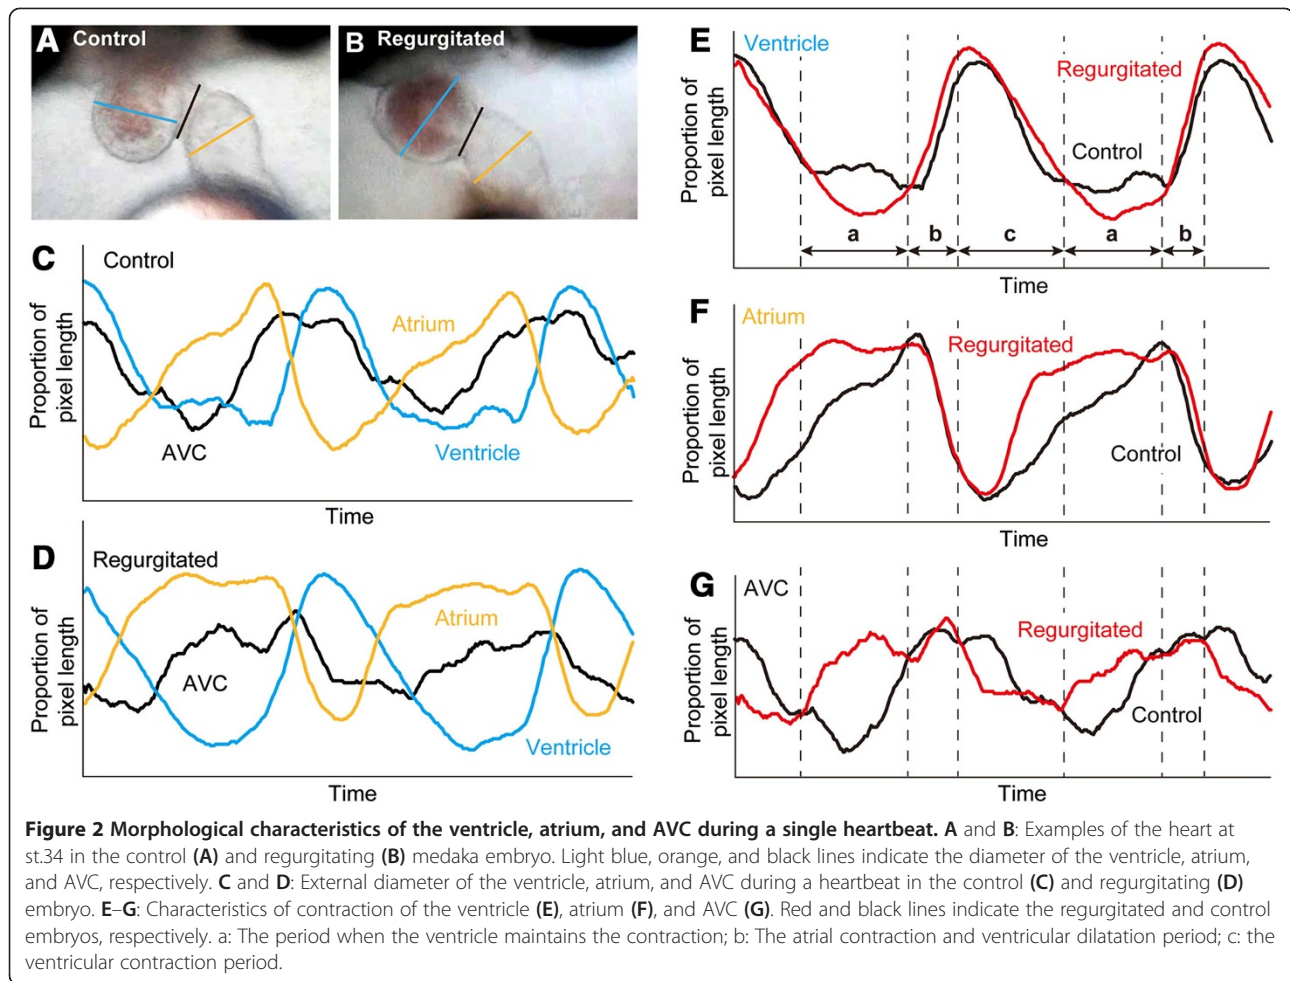 A Control
B Regurgitated
C
Control
Atrium
AVC
Ventricle
Proportion of
pixel length
Time
D
Regurgitated
Atrium
AVC
Ventricle
Proportion of
pixel length
Time
E
Ventricle
Regurgitated
Control
a b c a b
Proportion of
pixel length
Time
F
Atrium
Regurgitated
Control
Proportion of
pixel length
Time
G
AVC
Regurgitated
Control
Proportion of
pixel length
Time
Figure 2 Morphological characteristics of the ventricle, atrium, and AVC during a single heartbeat. A and B: Examples of the heart at
st.34 in the control (A) and regurgitating (B) medaka embryo. Light blue, orange, and black lines indicate the diameter of the ventricle, atrium,
and AVC, respectively. C and D: External diameter of the ventricle, atrium, and AVC during a heartbeat in the control (C) and regurgitating (D)
embryo. E–G: Characteristics of contraction of the ventricle (E), atrium (F), and AVC (G). Red and black lines indicate the regurgitated and control
embryos, respectively. a: The period when the ventricle maintains the contraction; b: The atrial contraction and ventricular dilatation period; c: the
ventricular contraction period.